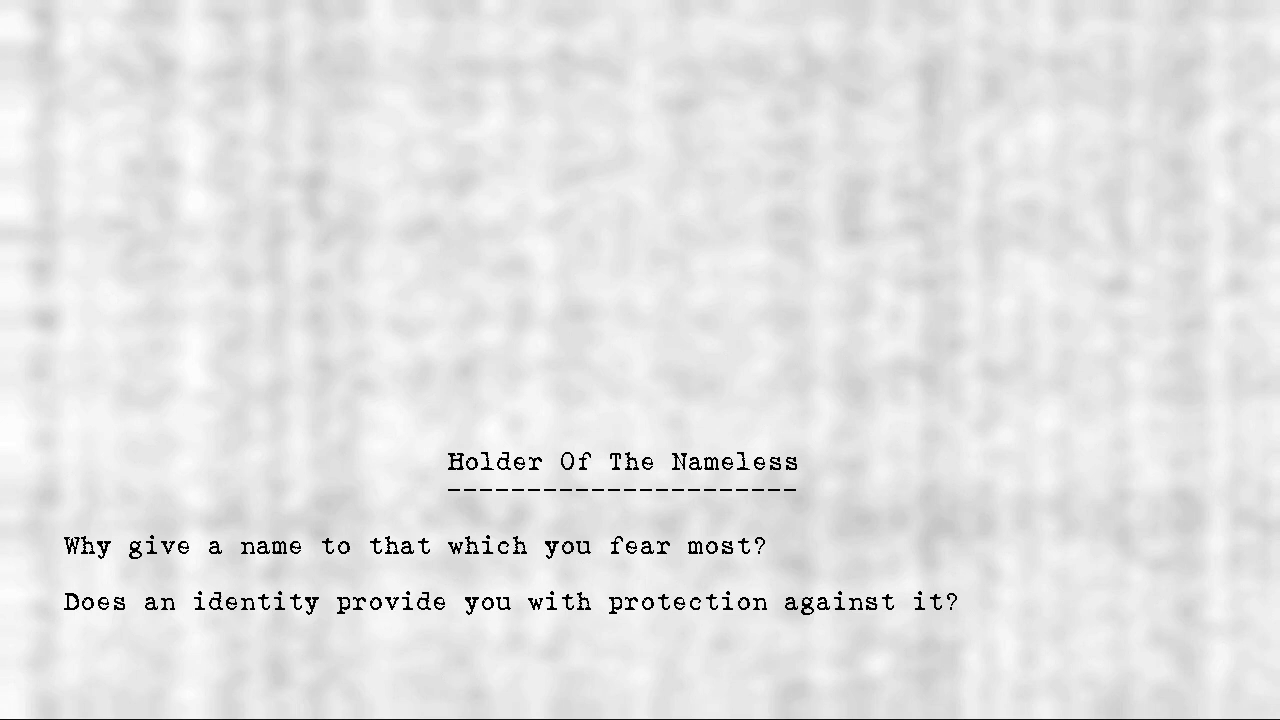 Holder Of The Nameless
----------------------
Why give a name to that which you fear most?
Does an identity provide you with protection against it?